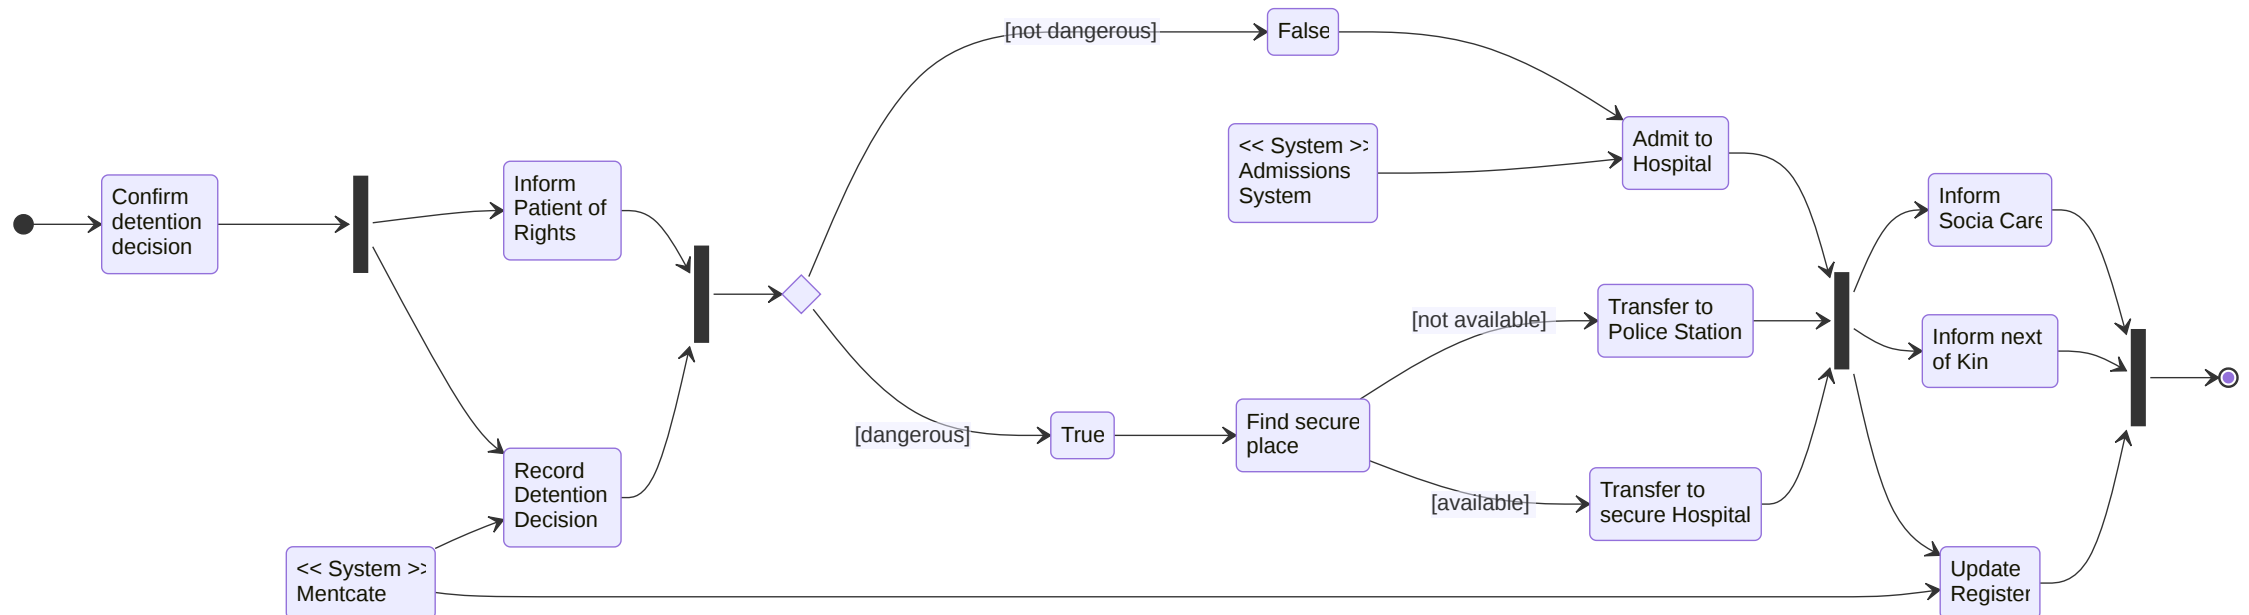 [not dangerous]
False
<< System >>
Admissions
System
Admit to
Hospital
Confirm
detention
decision
Inform
Patient of
Rights
Inform
Socia Care
[not available]
Transfer to
Police Station
Inform next
of Kin
[dangerous]
True
Find secure
place
[available]
Transfer to
secure Hospital
Record
Detention
Decision
<< System >>
Mentcate
Update
Register